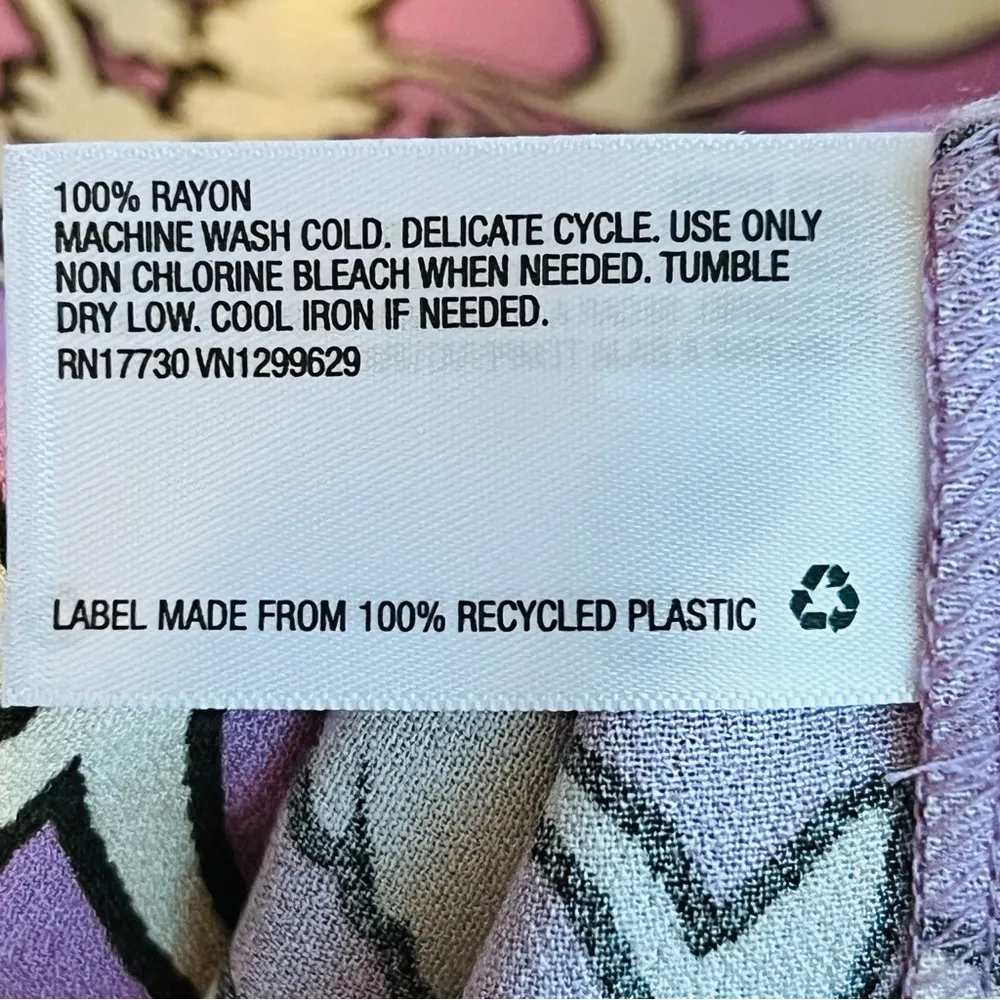 100% RAYON
MACHINE WASH COLD. DELICATE CYCLE. USE ONLY
NON CHLORINE BLEACH WHEN NEEDED. TUMBLE
DRY LOW. COOL IRON IF NEEDED.
RN17730 VN1299629
LABEL MADE FROM 100% RECYCLED PLASTIC